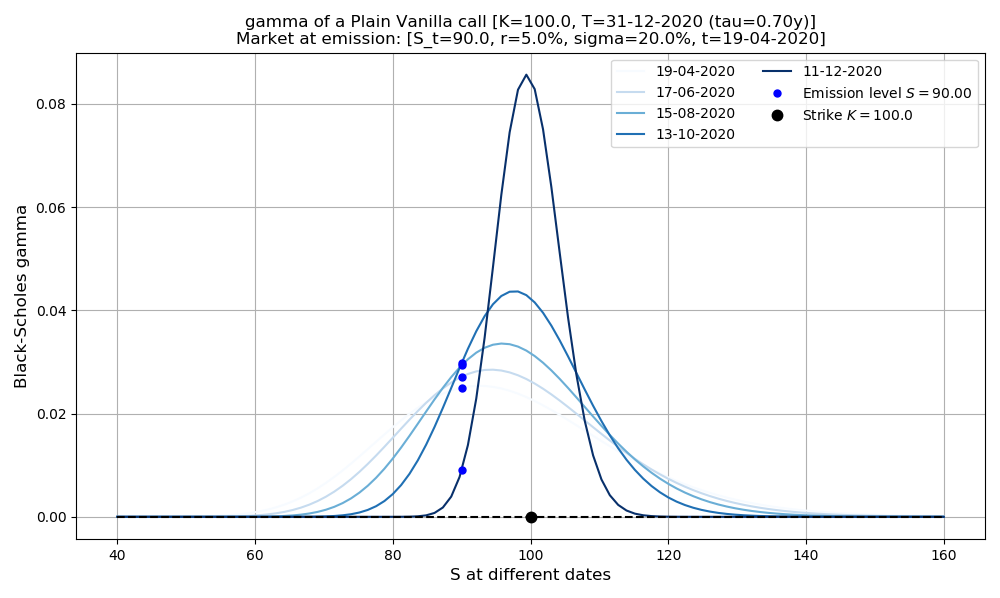 gamma of a Plain Vanilla call [K=100.0, T=31-12-2020 (tau=0.70y)]
Market at emission: [S_t=90.0, r=5.0%, sigma=20.0%, t=19-04-2020]
19-04-2020
17-06-2020
15-08-2020
13-10-2020
11-12-2020
Emission level S = 90.00
Strike K = 100.0
Black-Scholes gamma
0.08
0.06
0.04
0.02
0.00
40
60
80
100
120
140
160
S at different dates